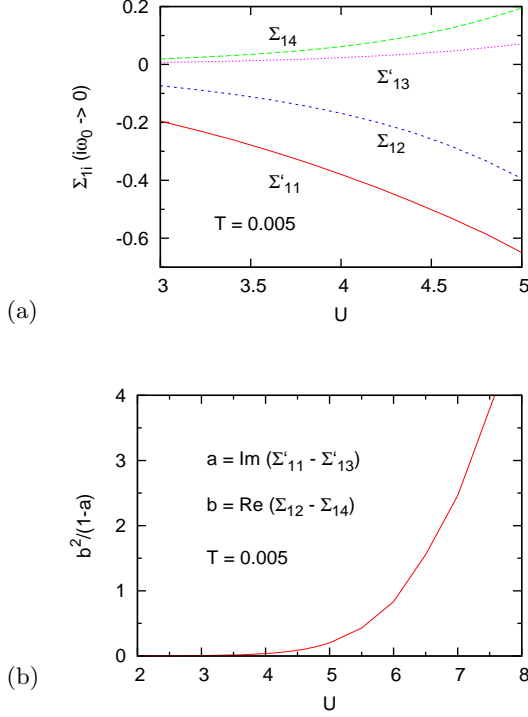 0.2
0
-0.2
-0.4
-0.6
Σ₁ᵢ (iω₀ -> 0)
Σ₁₄
Σ‘₁₃
Σ₁₂
Σ‘₁₁
T = 0.005
3
3.5
4
4.5
5
U
(a)
4
3
2
1
0
b²/(1-a)
a = Im (Σ‘₁₁ - Σ‘₁₃)
b = Re (Σ₁₂ - Σ₁₄)
T = 0.005
2
3
4
5
6
7
8
U
(b)